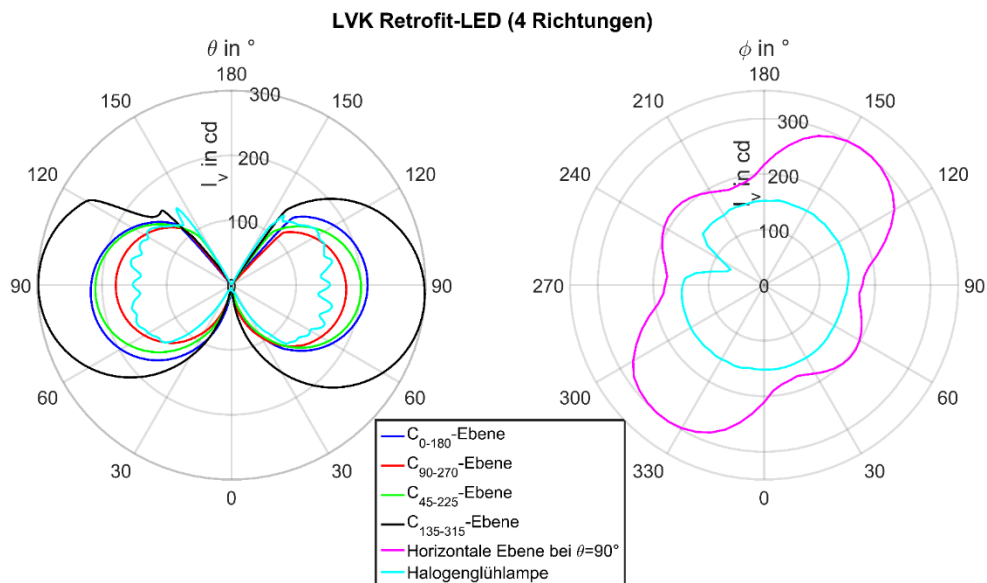 LVK Retrofit-LED (4 Richtungen)
θ in °
180
150
150
120
120
90
90
60
60
30
30
0
300
200
100
0
I_v in cd
ϕ in °
180
210
150
240
120
270
90
300
60
330
30
0
300
200
100
0
I_v in cd
C_0-180-Ebene
C_90-270-Ebene
C_45-225-Ebene
C_135-315-Ebene
Horizontale Ebene bei θ=90°
Halogenglühlampe